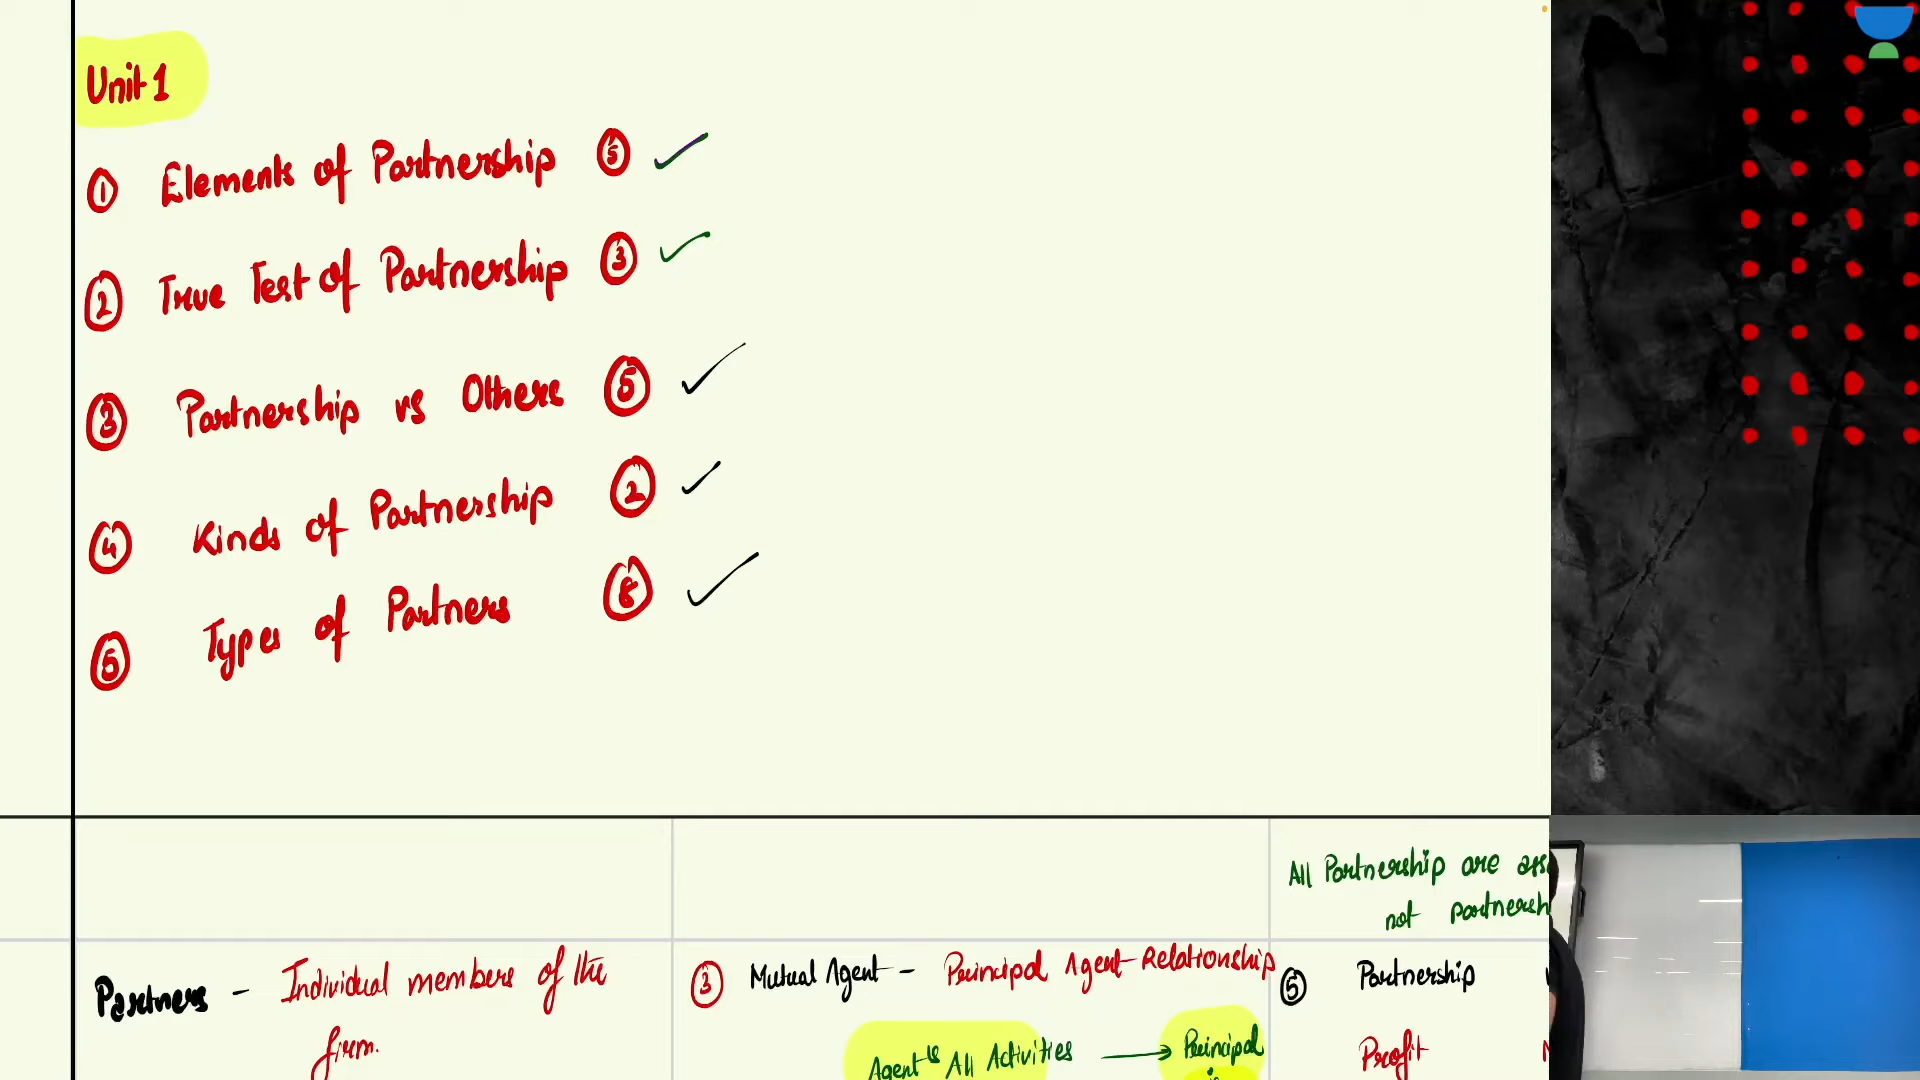 Unit 1
① Elements of Partnership ⑤
② True Test of Partnership ③
③ Partnership vs Others ⑤
④ Kinds of Partnership ②
⑤ Types of Partners
All Partnership are
not
Partners - Individual members of the
firm.
③ Mutual Agent - Principal Agent Relationship
Agent's All Activities → Principal
⑤ Partnership
Profit